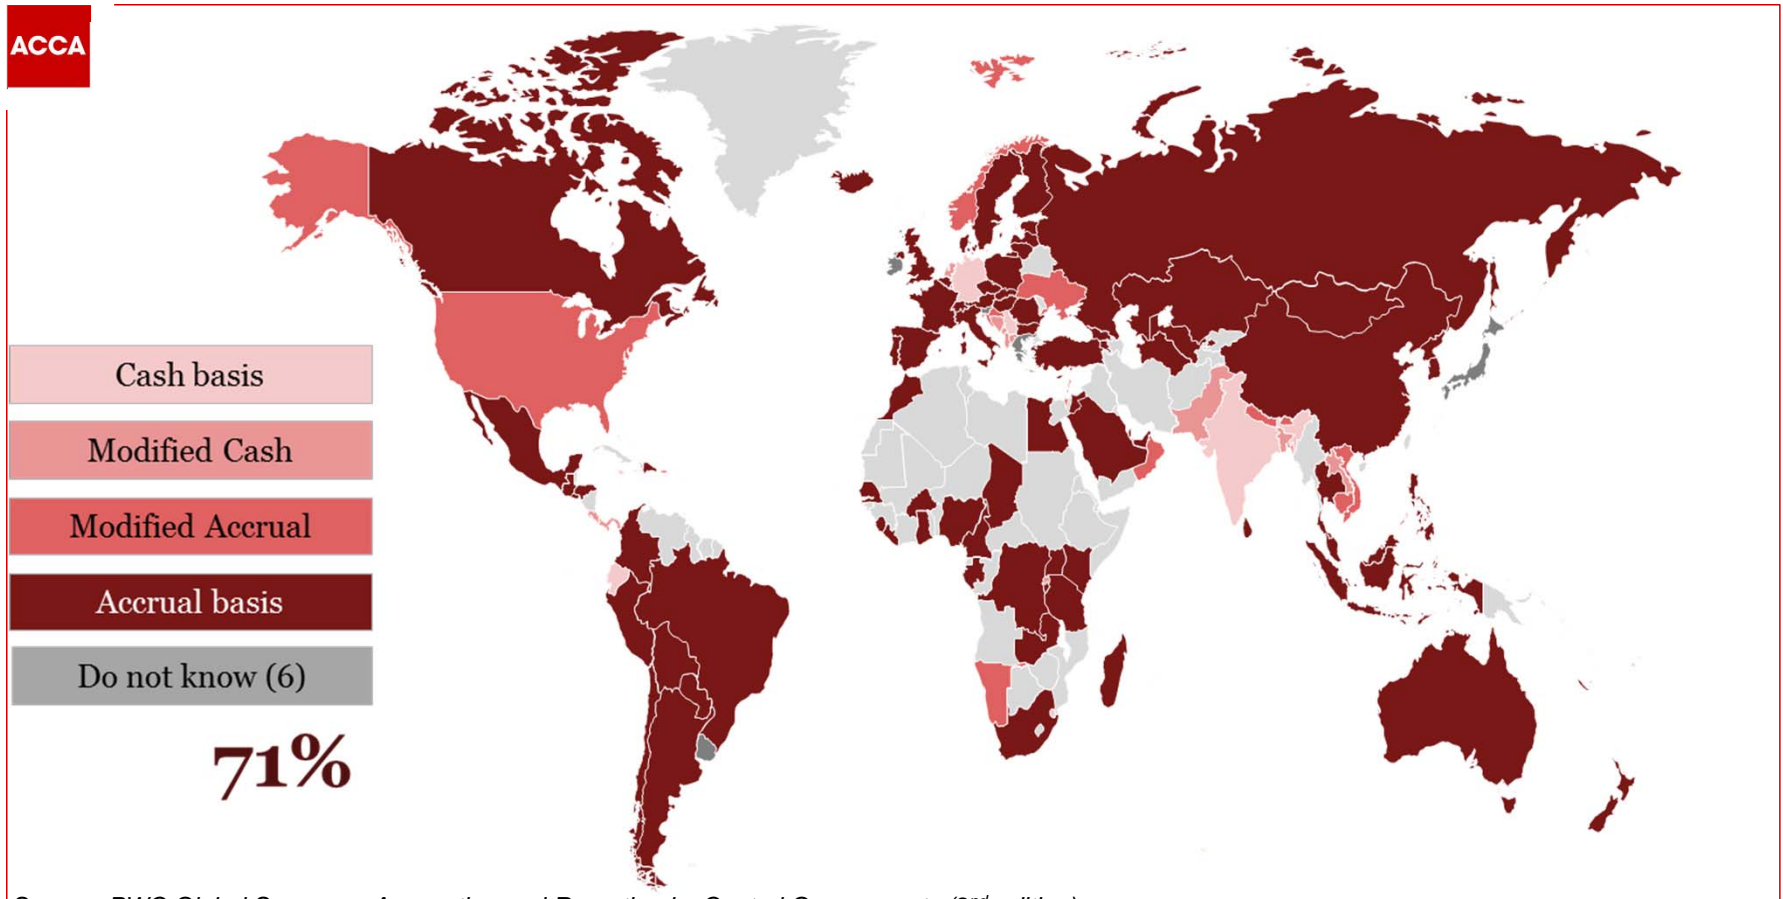 ACCA
Cash basis
Modified Cash
Modified Accrual
Accrual basis
Do not know (6)
71%